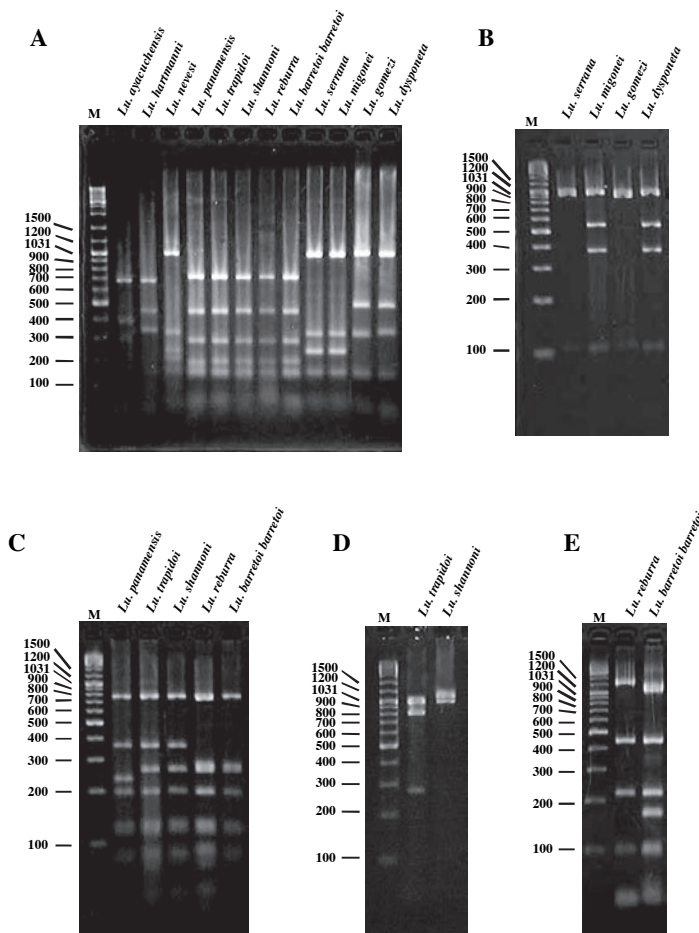 A
Lu. ayacuchensis
Lu. hartmanni
Lu. nevesi
Lu. panamensis
Lu. trapidoi
Lu. shannoni
Lu. reburra
Lu. barretoi barretoi
Lu. serrana
Lu. migonei
Lu. gomezi
Lu. dysponeta
M
1500
1200
1031
900
800
700
600
500
400
300
200
100
B
Lu. serrana
Lu. migonei
Lu. gomezi
Lu. dysponeta
M
1500
1200
1031
900
800
700
600
500
400
300
200
100
C
Lu. panamensis
Lu. trapidoi
Lu. shannoni
Lu. reburra
Lu. barretoi barretoi
M
1500
1200
1031
900
800
700
600
500
400
300
200
100
D
Lu. trapidoi
Lu. shannoni
M
1500
1200
1031
900
800
700
600
500
400
300
200
100
E
Lu. reburra
Lu. barretoi barretoi
M
1500
1200
1031
900
800
700
600
500
400
300
200
100